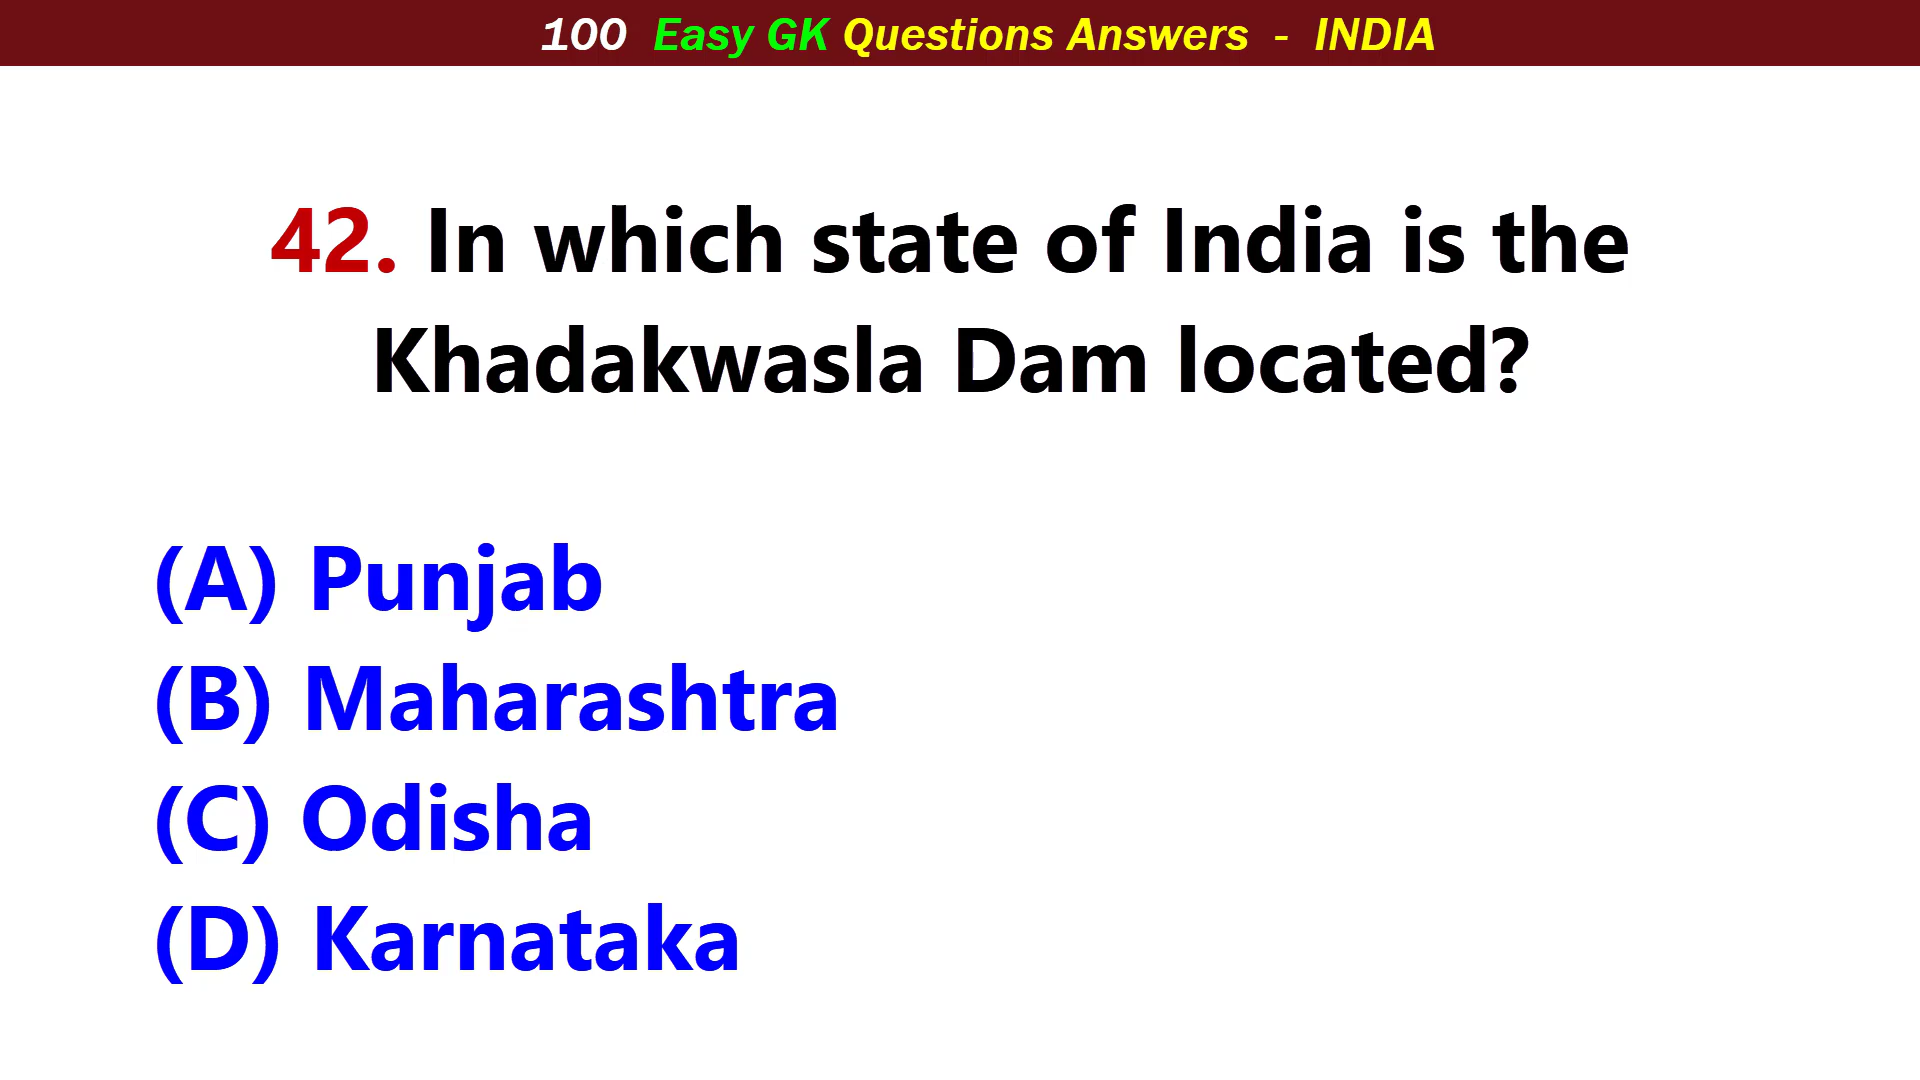 100 Easy GK Questions Answers - INDIA
42. In which state of India is the
Khadakwasla Dam located?
(A) Punjab
(B) Maharashtra
(C) Odisha
(D) Karnataka